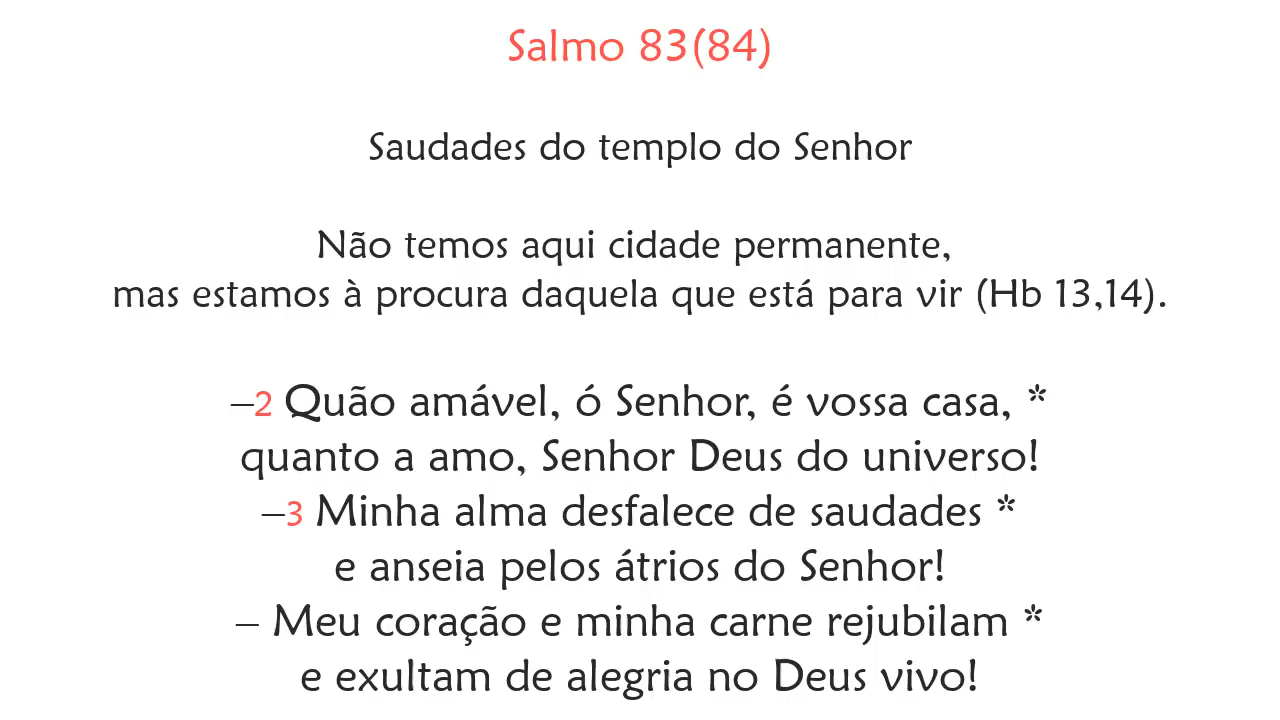 Salmo 83(84)
Saudades do templo do Senhor
Não temos aqui cidade permanente,
mas estamos à procura daquela que está para vir (Hb 13,14).
–2 Quão amável, ó Senhor, é vossa casa, *
quanto a amo, Senhor Deus do universo!
–3 Minha alma desfalece de saudades *
e anseia pelos átrios do Senhor!
– Meu coração e minha carne rejubilam *
e exultam de alegria no Deus vivo!